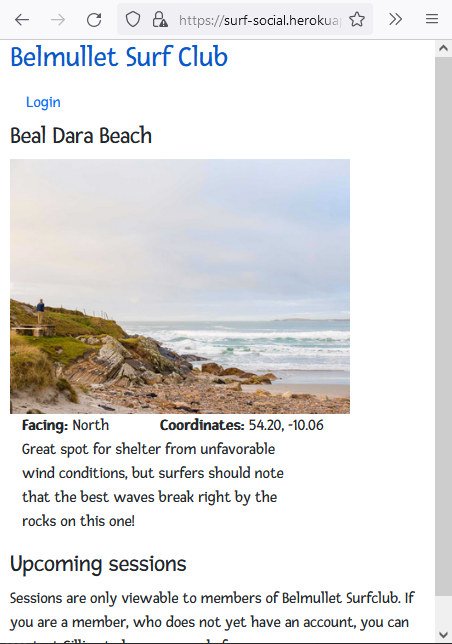 https://surf-social.herokuap
Belmullet Surf Club
Login
Beal Dara Beach
Facing: North Coordinates: 54.20, -10.06
Great spot for shelter from unfavorable
wind conditions, but surfers should note
that the best waves break right by the
rocks on this one!
Upcoming sessions
Sessions are only viewable to members of Belmullet Surfclub. If
you are a member, who does not yet have an account, you can